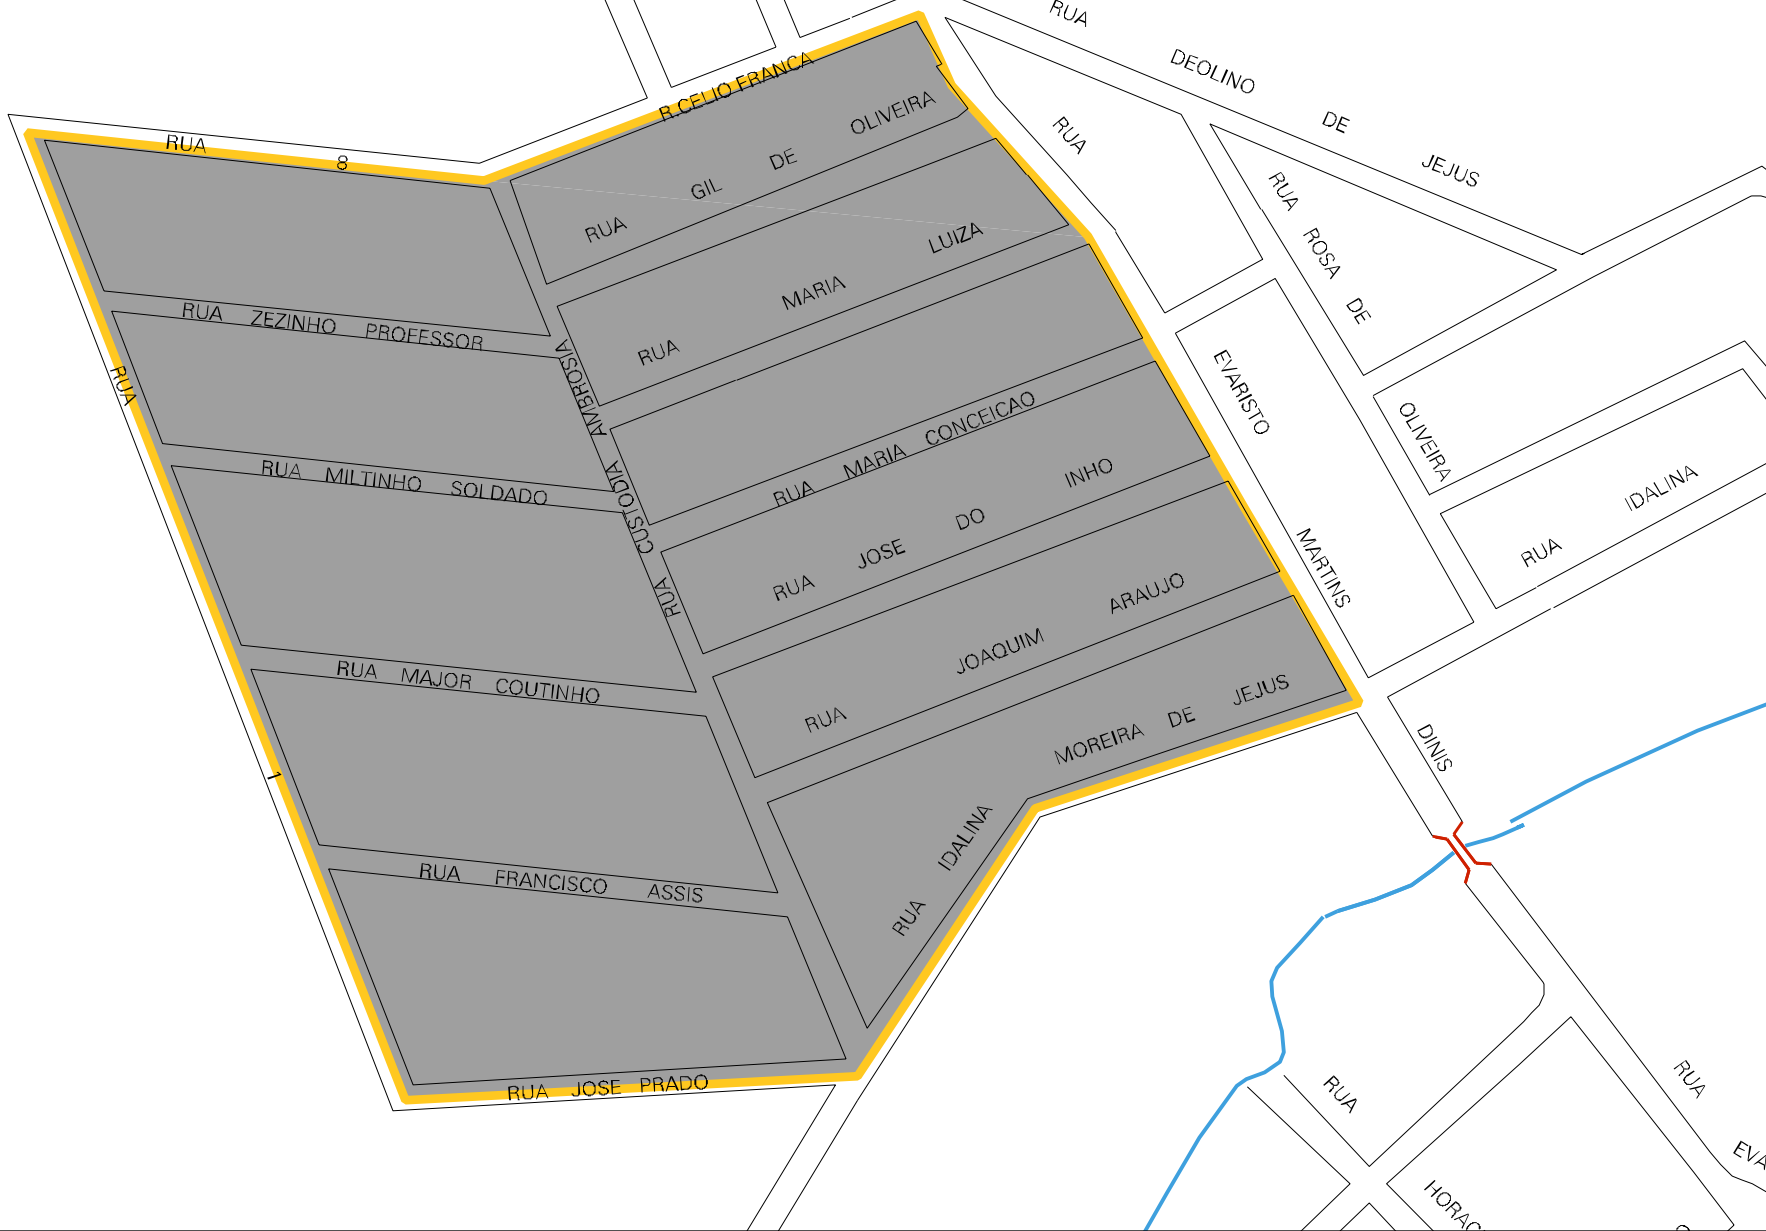 RUA DEOLINO DE JEJUS
R.CELIO FRANCA
RUA 8
RUA GIL DE OLIVEIRA
RUA
RUA ROSA DE OLIVEIRA
RUA MARIA LUIZA
RUA ZEZINHO PROFESSOR
RUA 1
RUA CUSTODIA AMBROSIA
EVARISTO MARTINS DINIS
RUA MARIA CONCEICAO
RUA MILTINHO SOLDADO
RUA JOSE DO INHO
RUA IDALINA
RUA JOAQUIM ARAUJO
RUA MAJOR COUTINHO
RUA IDALINA MOREIRA DE JEJUS
RUA FRANCISCO ASSIS
RUA JOSE PRADO
RUA HORAC
RUA EVA